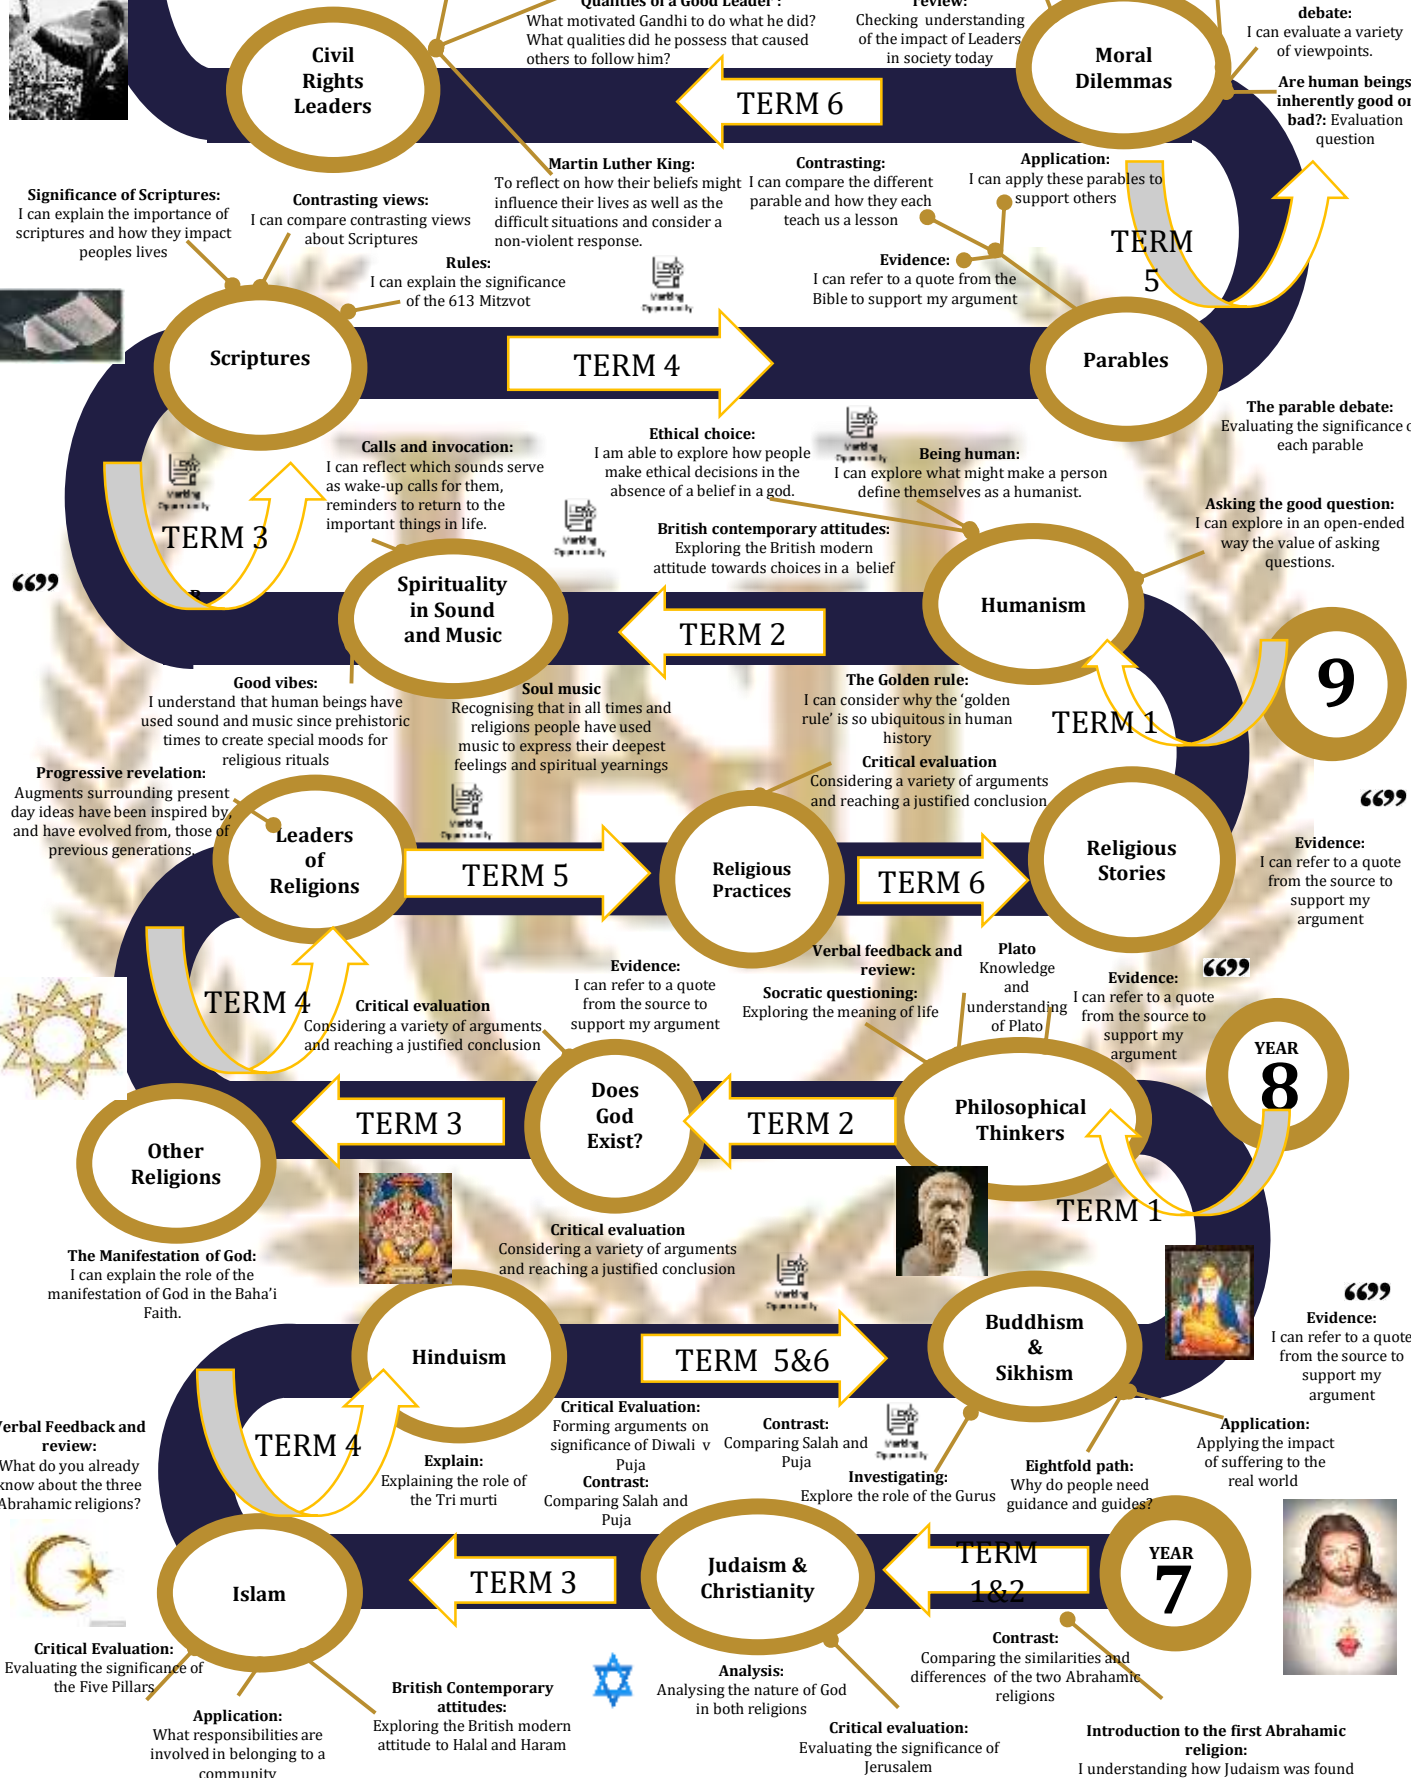 Qualities of a Good Leader :
What motivated Gandhi to do what he did?
What qualities did he possess that caused
others to follow him?
review:
Checking understanding
of the impact of Leaders
in society today
debate:
I can evaluate a variety
of viewpoints.
Are human beings
inherently good or
bad?: Evaluation
question
Civil
Rights
Leaders
TERM 6
Moral
Dilemmas
Significance of Scriptures:
I can explain the importance of
scriptures and how they impact
peoples lives
Contrasting views:
I can compare contrasting views
about Scriptures
Martin Luther King:
To reflect on how their beliefs might
influence their lives as well as the
difficult situations and consider a
non-violent response.
Contrasting:
I can compare the different
parable and how they each
teach us a lesson
Application:
I can apply these parables to
support others
TERM
5
Rules:
I can explain the significance
of the 613 Mitzvot
Marking
Opportunity
Evidence:
I can refer to a quote from the
Bible to support my argument
Scriptures
TERM 4
Parables
The parable debate:
Evaluating the significance
each parable
Calls and invocation:
I can reflect which sounds serve
as wake-up calls for them,
reminders to return to the
important things in life.
Ethical choice:
I am able to explore how people
make ethical decisions in the
absence of a belief in a god.
Marking
Opportunity
Being human:
I can explore what might make a person
define themselves as a humanist.
Marking
Opportunity
TERM 3
Marking
Opportunity
British contemporary attitudes:
Exploring the British modern
attitude towards choices in a belief
Asking the good question:
I can explore in an open-ended
way the value of asking
questions.
“”
Spirituality
in Sound
and Music
TERM 2
Humanism
9
Good vibes:
I understand that human beings have
used sound and music since prehistoric
times to create special moods for
religious rituals
Soul music
Recognising that in all times and
religions people have used
music to express their deepest
feelings and spiritual yearnings
The Golden rule:
I can consider why the ‘golden
rule’ is so ubiquitous in human
history
TERM 1
Critical evaluation
Considering a variety of arguments
and reaching a justified conclusion
Progressive revelation:
Augments surrounding present
day ideas have been inspired by,
and have evolved from, those of
previous generations.
Marking
Opportunity
“”
Evidence:
I can refer to a quote
from the source to
support my
argument
Leaders
of
Religions
TERM 5
Religious
Practices
TERM 6
Religious
Stories
TERM 4
Critical evaluation
Considering a variety of arguments
and reaching a justified conclusion
Evidence:
I can refer to a quote
from the source to
support my argument
Verbal feedback and
review:
Socratic questioning:
Exploring the meaning of life
Plato
Knowledge
and
understanding
of Plato
“”
Evidence:
I can refer to a quote
from the source to
support my
argument
YEAR
8
Other
Religions
TERM 3
Does
God
Exist?
TERM 2
Philosophical
Thinkers
TERM 1
The Manifestation of God:
I can explain the role of the
manifestation of God in the Baha’i
Faith.
Critical evaluation
Considering a variety of arguments
and reaching a justified conclusion
Marking
Opportunity
“”
Evidence:
I can refer to a quote
from the source to
support my
argument
Hinduism
TERM 5&6
Buddhism
&
Sikhism
Verbal Feedback and
review:
What do you already
know about the three
Abrahamic religions?
TERM 4
Explain:
Explaining the role of
the Tri murti
Critical Evaluation:
Forming arguments on
significance of Diwali v
Puja
Contrast:
Comparing Salah and
Puja
Contrast:
Comparing Salah and
Puja
Marking
Opportunity
Investigating:
Explore the role of the Gurus
Eightfold path:
Why do people need
guidance and guides?
Application:
Applying the impact
of suffering to the
real world
Islam
TERM 3
Judaism &
Christianity
TERM
1&2
YEAR
7
Critical Evaluation:
Evaluating the significance of
the Five Pillars
Application:
What responsibilities are
involved in belonging to a
community
British Contemporary
attitudes:
Exploring the British modern
attitude to Halal and Haram
Analysis:
Analysing the nature of God
in both religions
Contrast:
Comparing the similarities and
differences of the two Abrahamic
religions
Critical evaluation:
Evaluating the significance of
Jerusalem
Introduction to the first Abrahamic
religion:
I understanding how Judaism was found